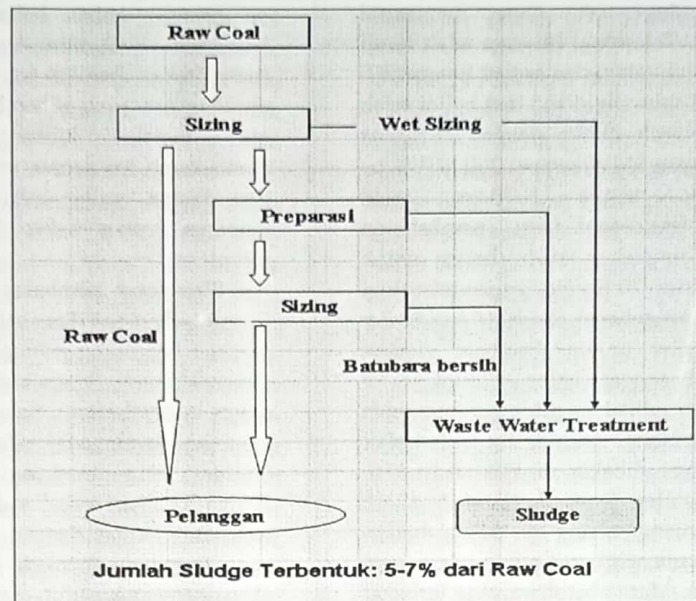 Raw Coal
Sizing
Wet Sizing
Preparasi
Sizing
Raw Coal
Batubara bersih
Waste Water Treatment
Pelanggan
Sludge
Jumlah Sludge Terbentuk: 5-7% dari Raw Coal